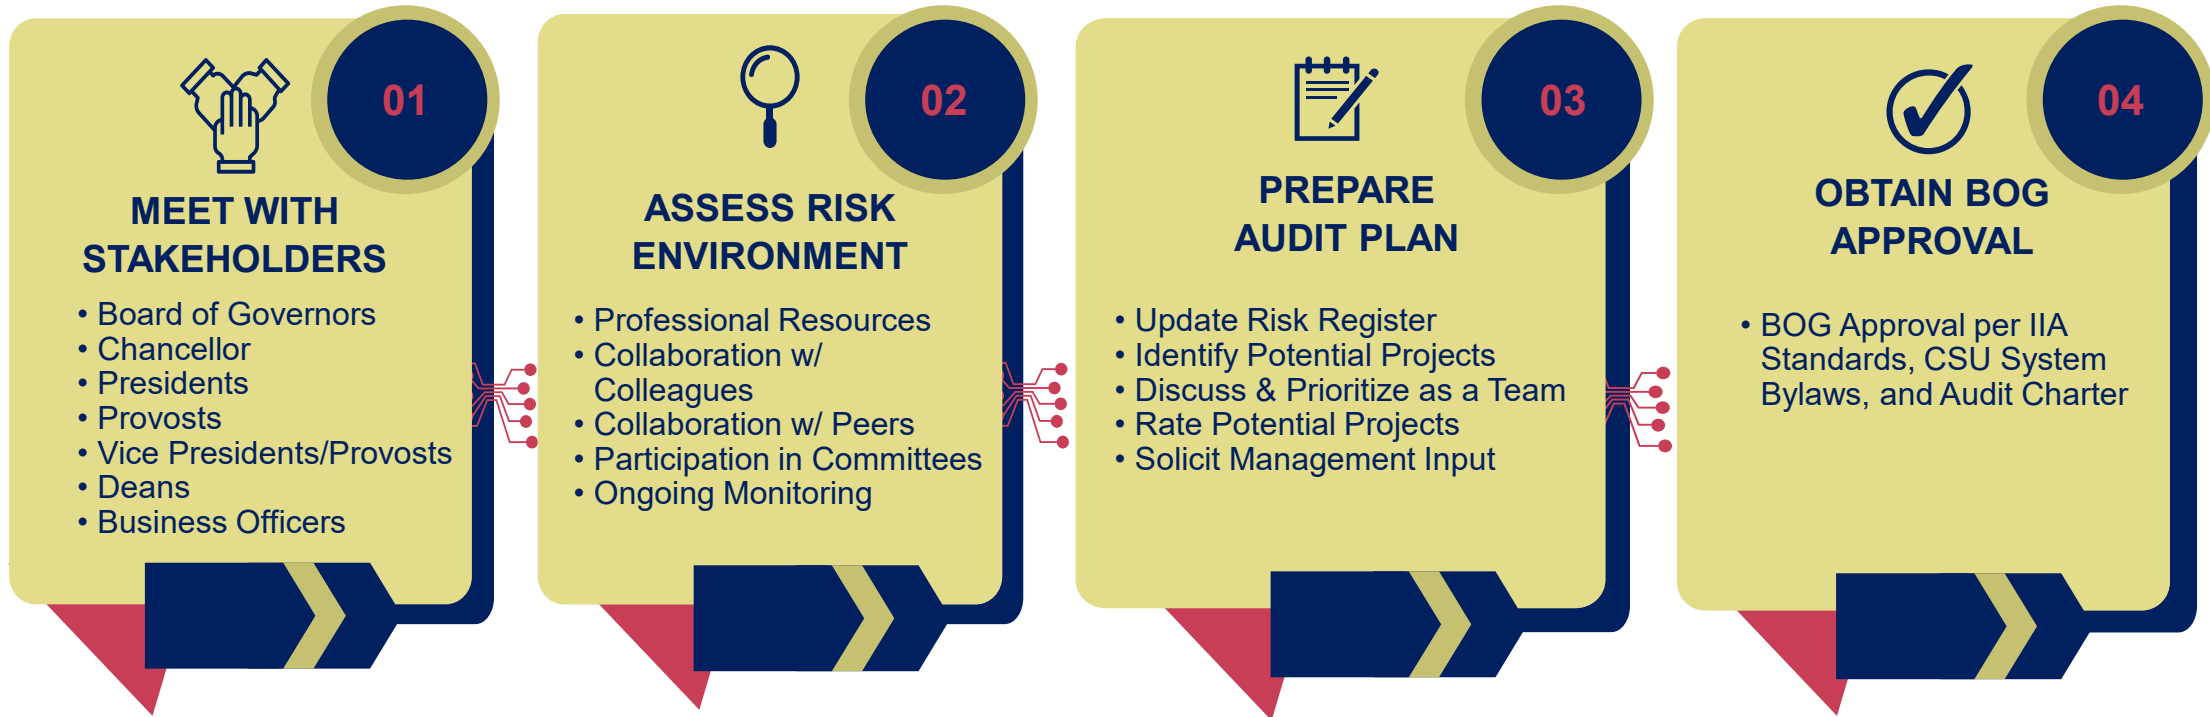 01
MEET WITH
STAKEHOLDERS
• Board of Governors
• Chancellor
• Presidents
• Provosts
• Vice Presidents/Provosts
• Deans
• Business Officers
02
ASSESS RISK
ENVIRONMENT
• Professional Resources
• Collaboration w/
Colleagues
• Collaboration w/ Peers
• Participation in Committees
• Ongoing Monitoring
03
PREPARE
AUDIT PLAN
• Update Risk Register
• Identify Potential Projects
• Discuss & Prioritize as a Team
• Rate Potential Projects
• Solicit Management Input
04
OBTAIN BOG
APPROVAL
• BOG Approval per IIA
Standards, CSU System
Bylaws, and Audit Charter